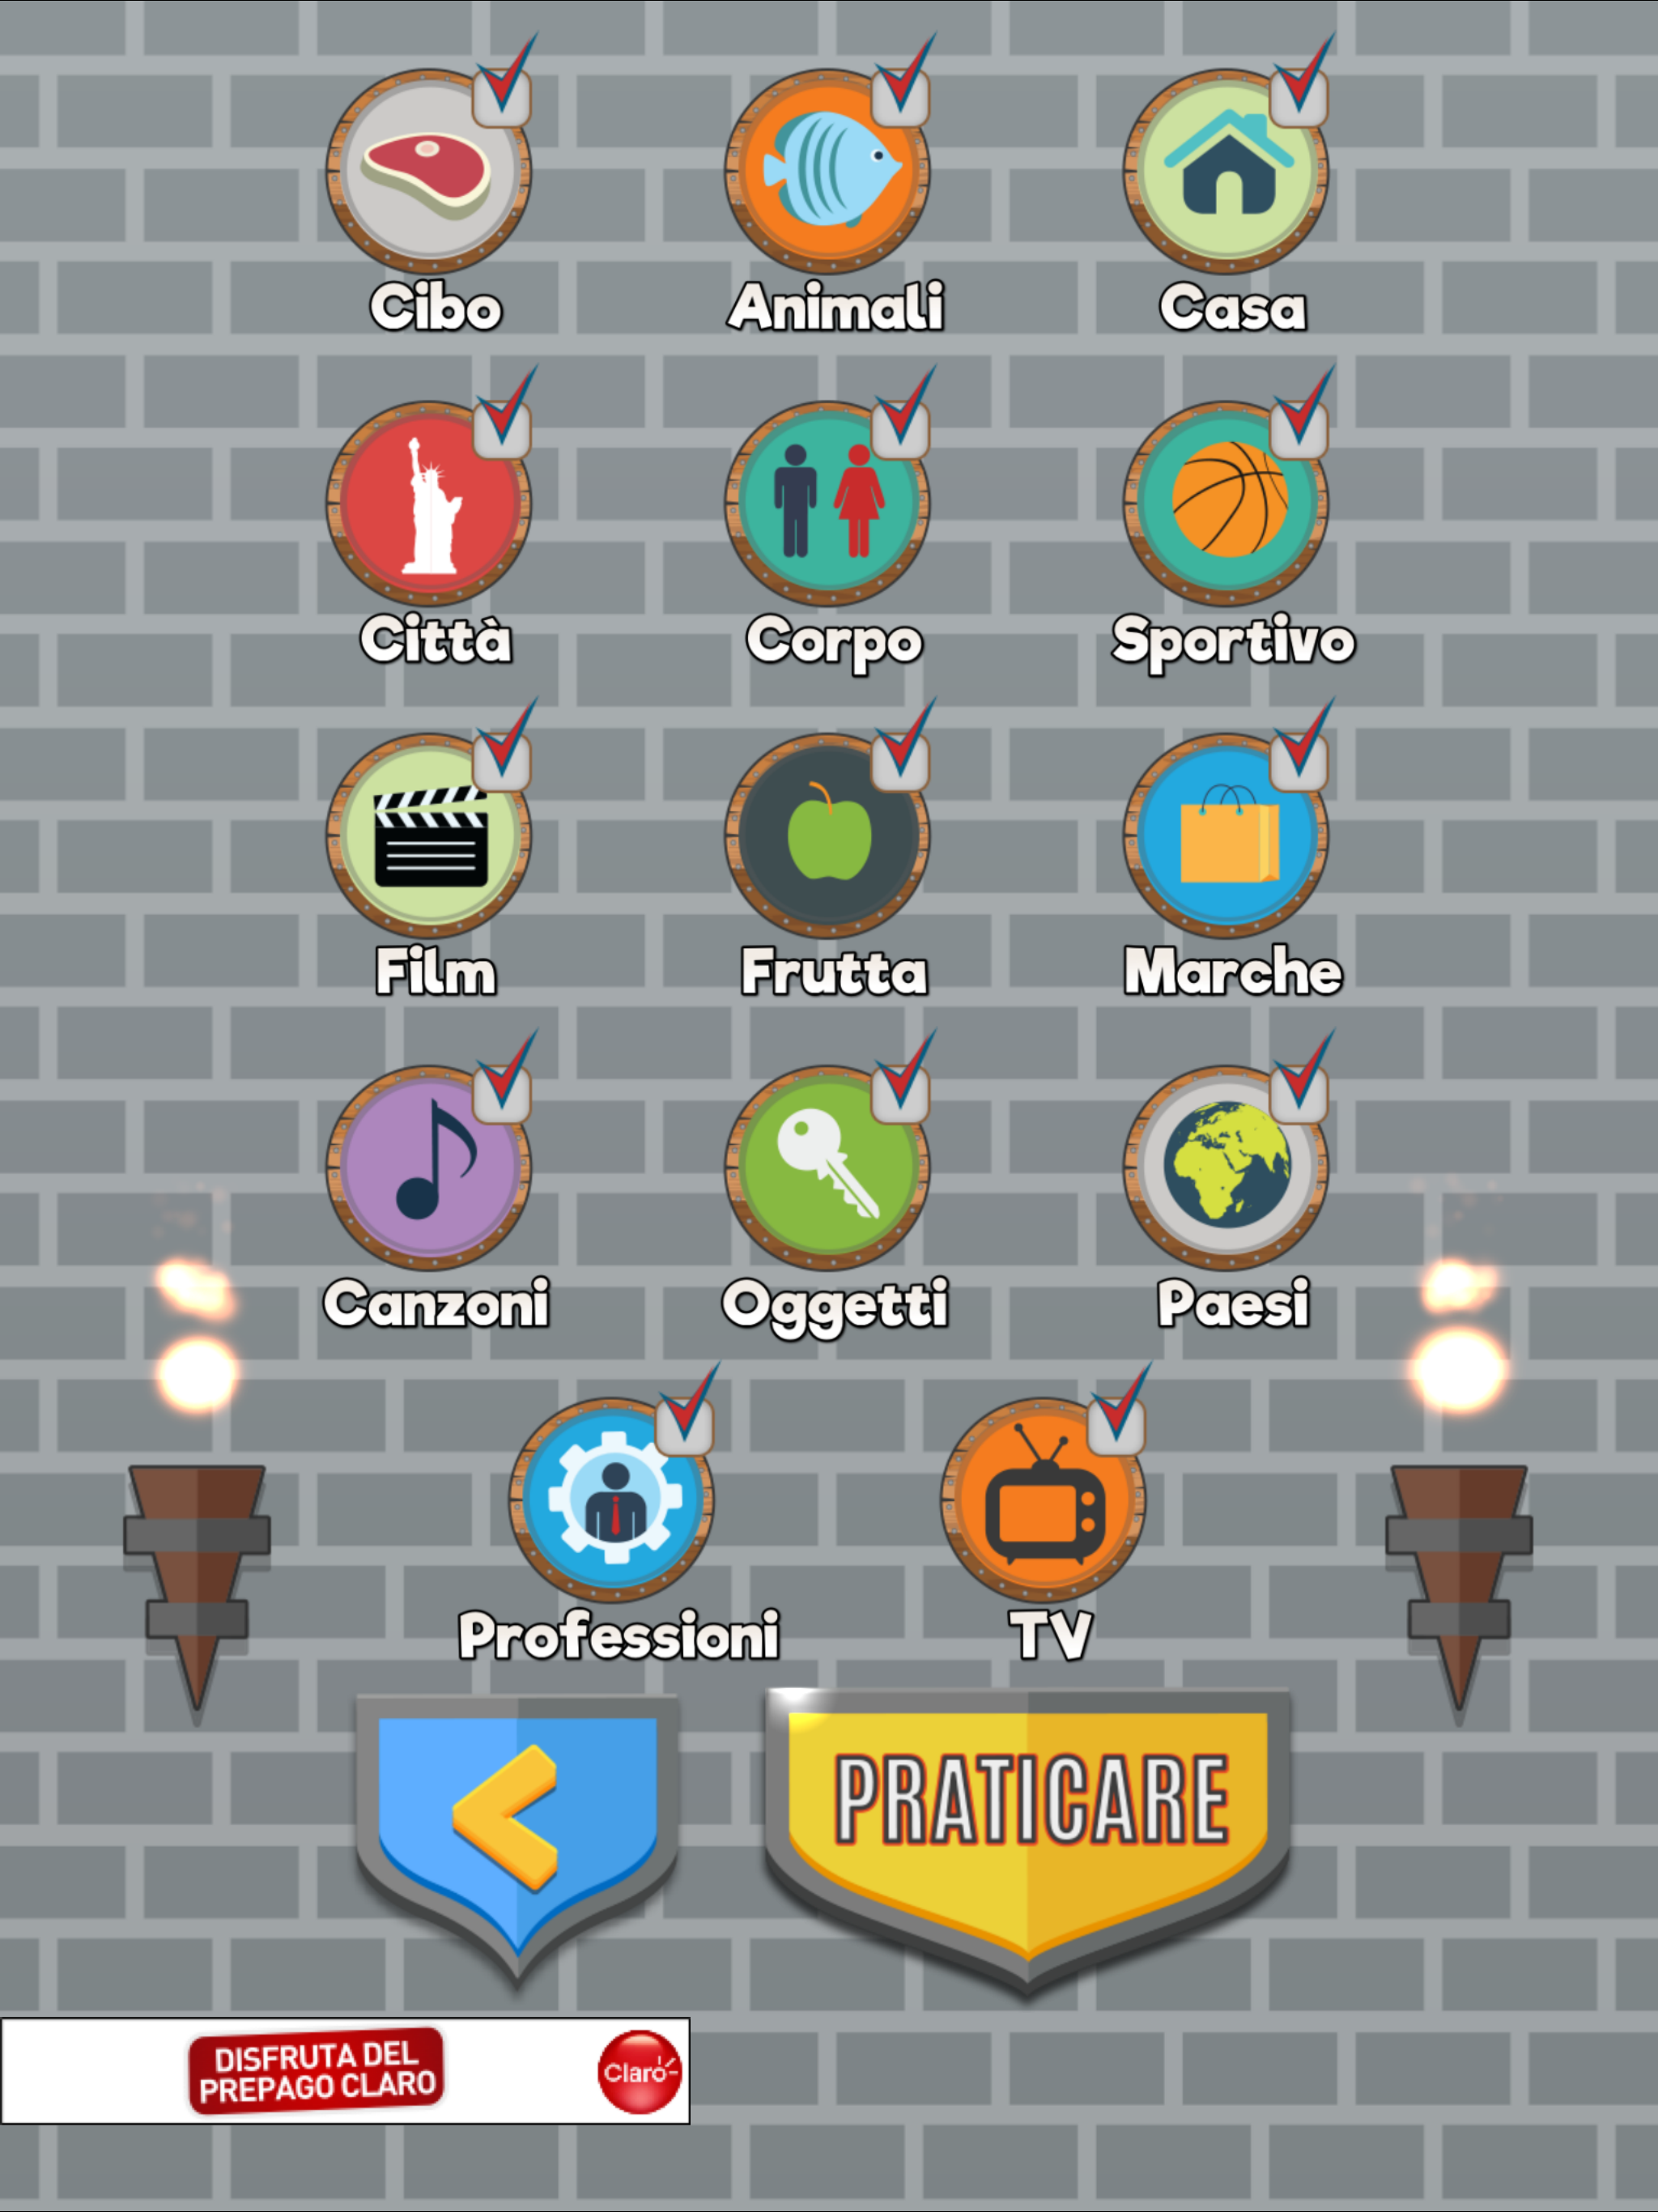 Cibo
Animali
Casa
Città
Corpo
Sportivo
Film
Frutta
Marche
Canzoni
Oggetti
Paesi
Professioni
TV
PRATICARE
DISFRUTA DEL
PREPAGO CLARO
Claro